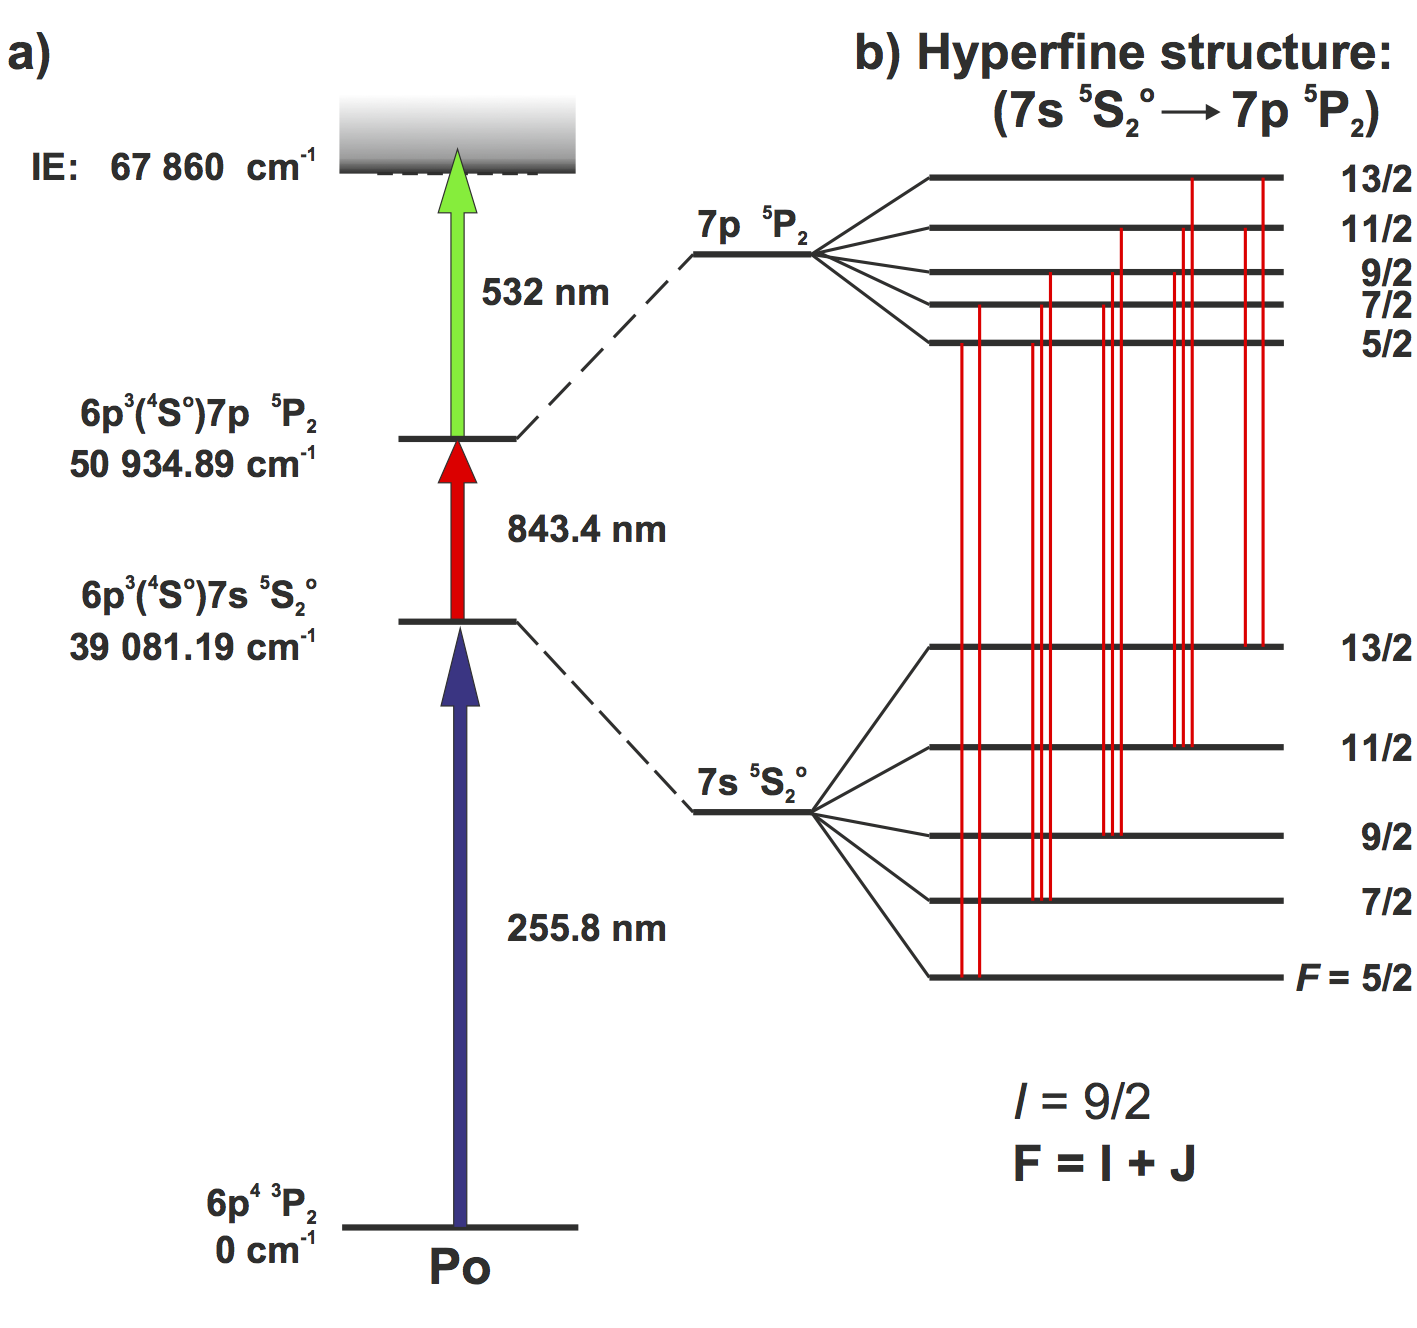 a)
IE: 67 860 cm⁻¹
532 nm
6p³(⁴S°)7p ⁵P₂
50 934.89 cm⁻¹
843.4 nm
6p³(⁴S°)7s ⁵S₂°
39 081.19 cm⁻¹
255.8 nm
6p⁴ ³P₂
0 cm⁻¹
Po
b) Hyperfine structure:
(7s ⁵S₂° → 7p ⁵P₂)
7p ⁵P₂
13/2
11/2
9/2
7/2
5/2
7s ⁵S₂°
13/2
11/2
9/2
7/2
F = 5/2
I = 9/2
F = I + J